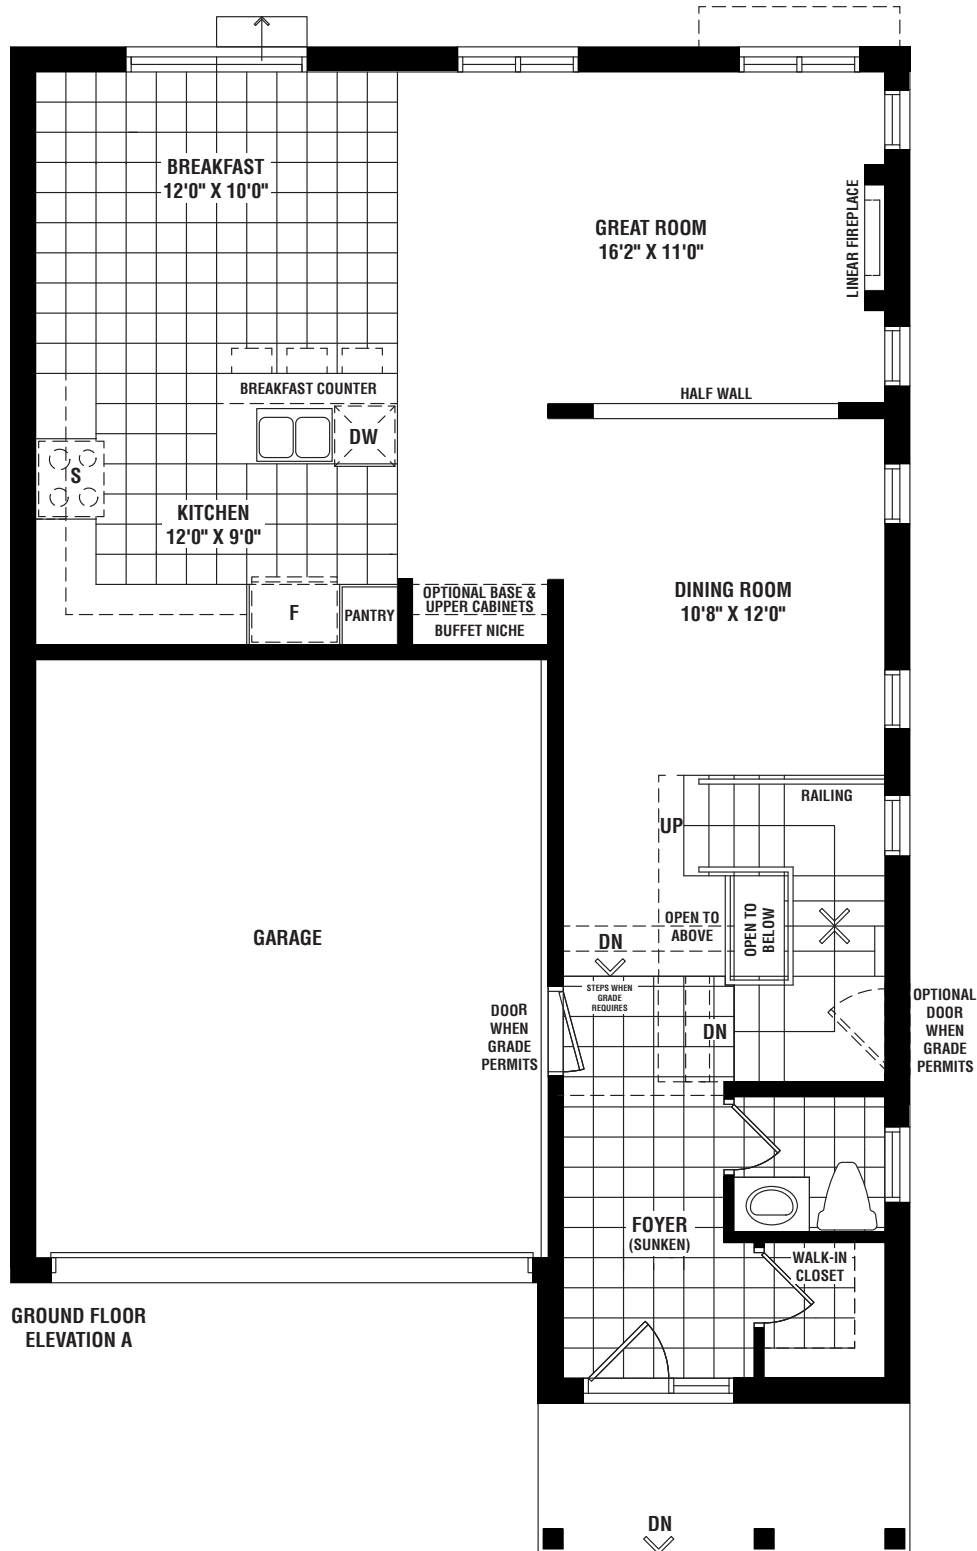 BREAKFAST
12'0" X 10'0"
GREAT ROOM
16'2" X 11'0"
LINEAR FIREPLACE
BREAKFAST COUNTER
HALF WALL
DW
S
KITCHEN
12'0" X 9'0"
F
PANTRY
OPTIONAL BASE &
UPPER CABINETS
BUFFET NICHE
DINING ROOM
10'8" X 12'0"
RAILING
UP
OPEN TO
ABOVE
OPEN TO
BELOW
GARAGE
DN
STEPS WHEN
GRADE
REQUIRES
DOOR
WHEN
GRADE
PERMITS
DN
OPTIONAL
DOOR
WHEN
GRADE
PERMITS
FOYER
(SUNKEN)
WALK-IN
CLOSET
GROUND FLOOR
ELEVATION A
DN